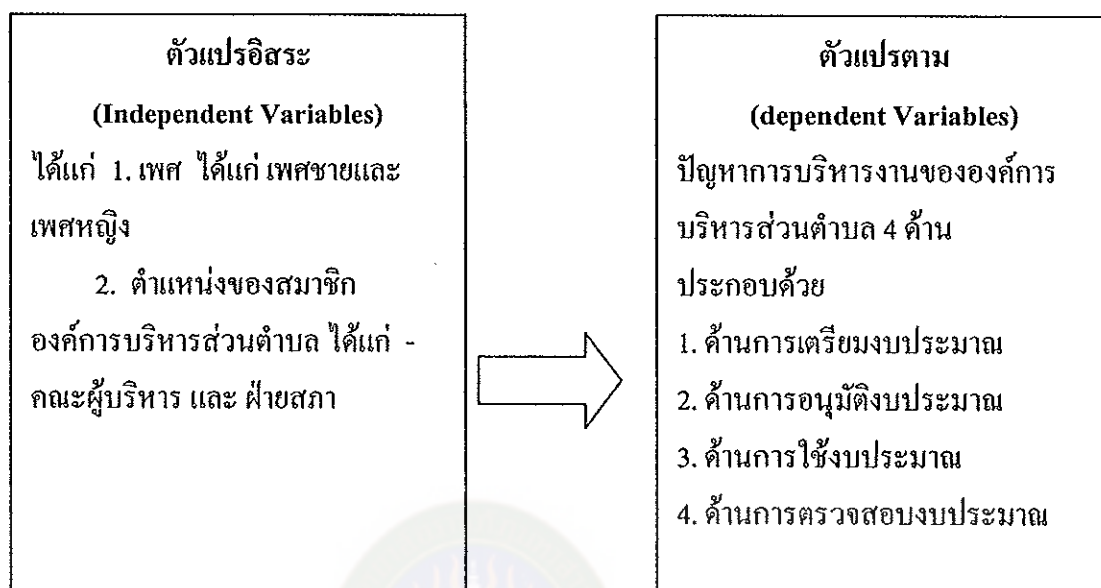 ตัวแปรอิสระ
(Independent Variables)
ได้แก่ 1. เพศ ได้แก่ เพศชายและ
เพศหญิง
2. ตำแหน่งของสมาชิก
องค์การบริหารส่วนตำบล ได้แก่ -
คณะผู้บริหาร และ ฝ่ายสภา
ตัวแปรตาม
(dependent Variables)
ปัญหาการบริหารงานขององค์การ
บริหารส่วนตำบล 4 ด้าน
ประกอบด้วย
1. ด้านการเตรียมงบประมาณ
2. ด้านการอนุมัติงบประมาณ
3. ด้านการใช้งบประมาณ
4. ด้านการตรวจสอบงบประมาณ